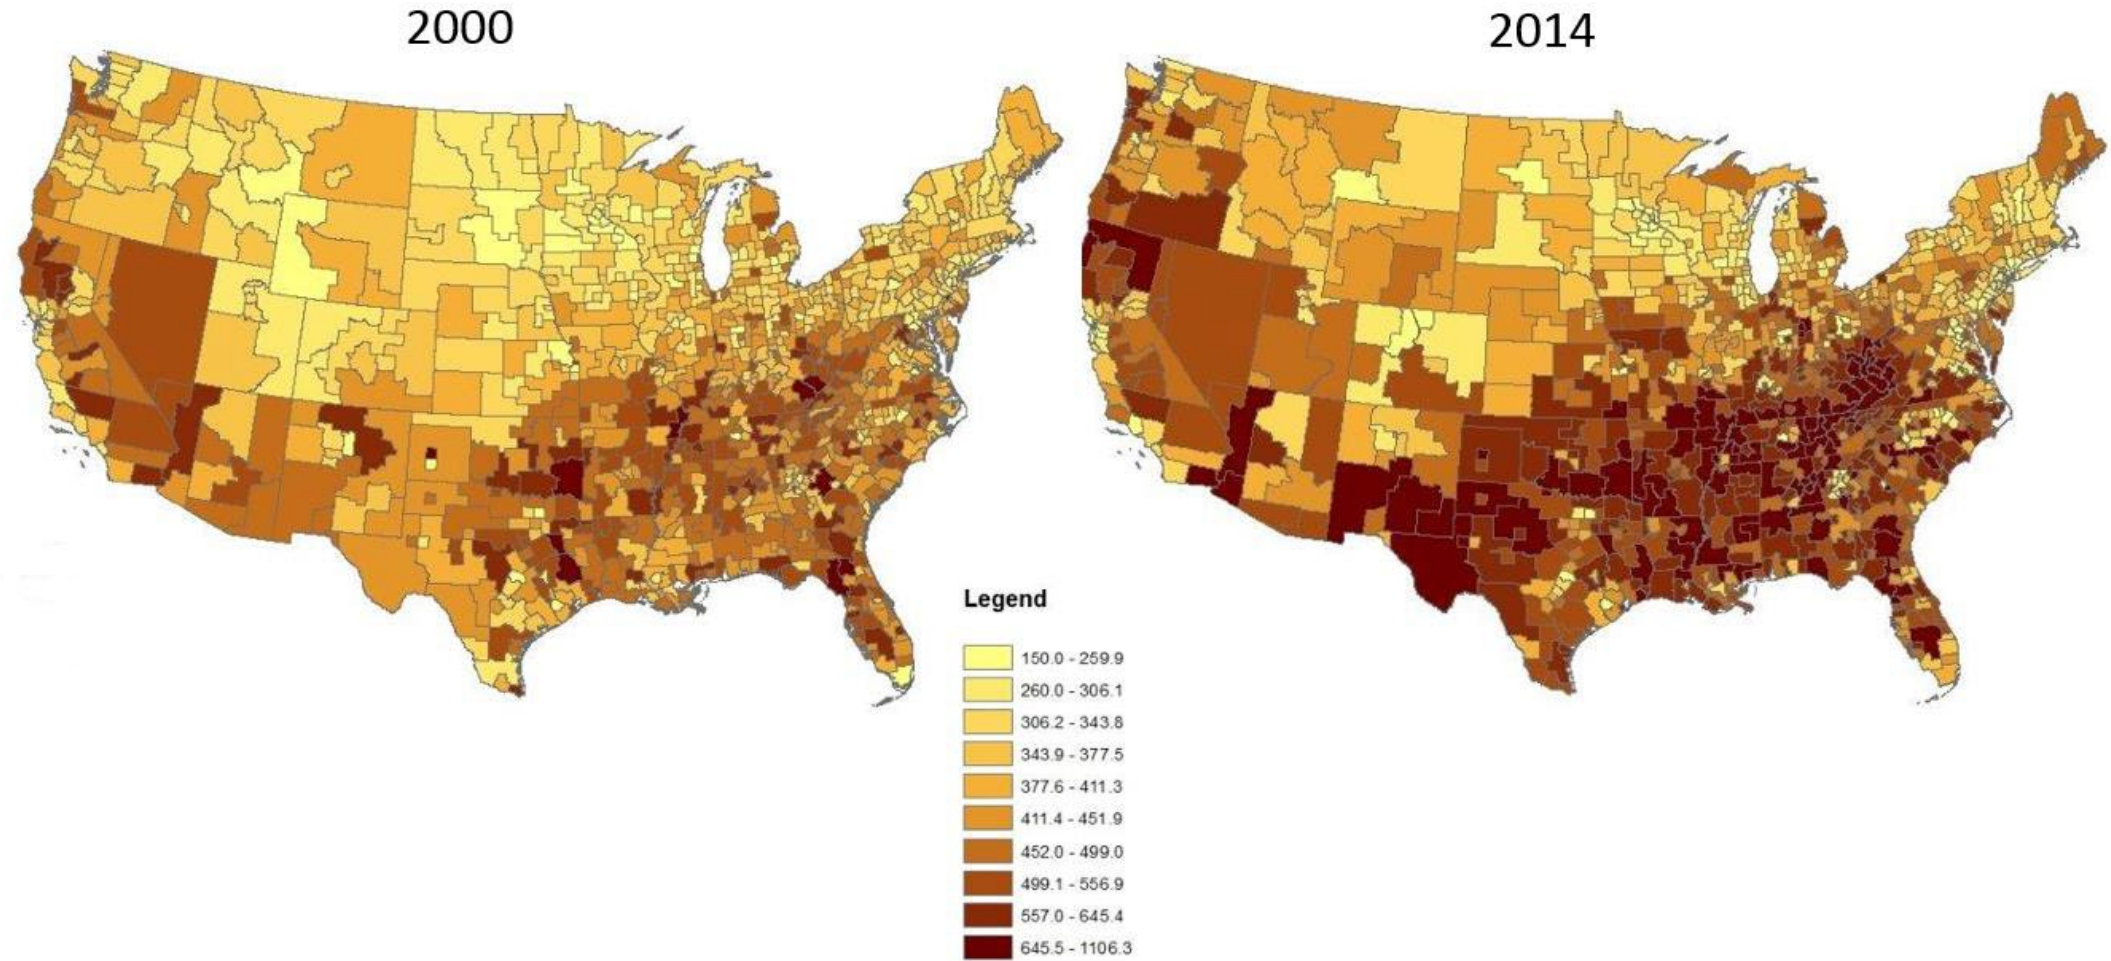 2000
2014
Legend
150.0 - 259.9
260.0 - 306.1
306.2 - 343.8
343.9 - 377.5
377.6 - 411.3
411.4 - 451.9
452.0 - 499.0
499.1 - 556.9
557.0 - 645.4
645.5 - 1106.3